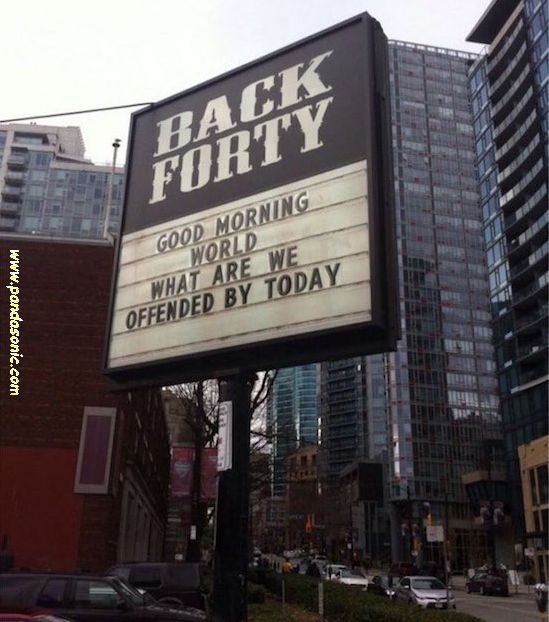 BACK
FORTY
GOOD MORNING
WORLD
WHAT ARE WE
OFFENDED BY TODAY
www.pandasonic.com